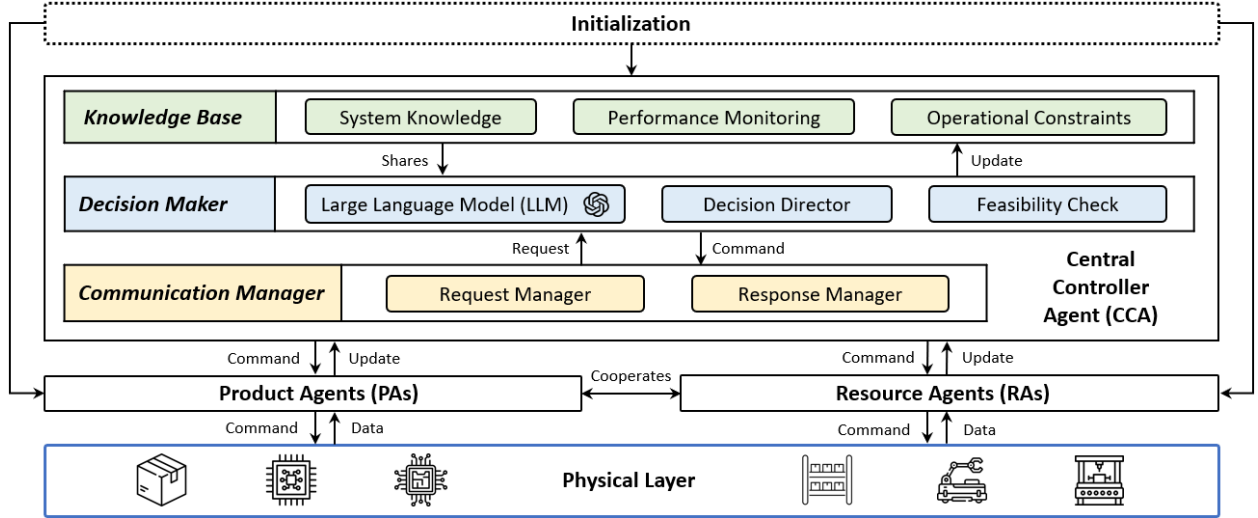 Initialization
Knowledge Base
System Knowledge
Performance Monitoring
Operational Constraints
Shares
Update
Decision Maker
Large Language Model (LLM)
Decision Director
Feasibility Check
Request
Command
Communication Manager
Request Manager
Response Manager
Central
Controller
Agent (CCA)
Command
Update
Command
Update
Product Agents (PAs)
Cooperates
Resource Agents (RAs)
Command
Data
Command
Data
Physical Layer